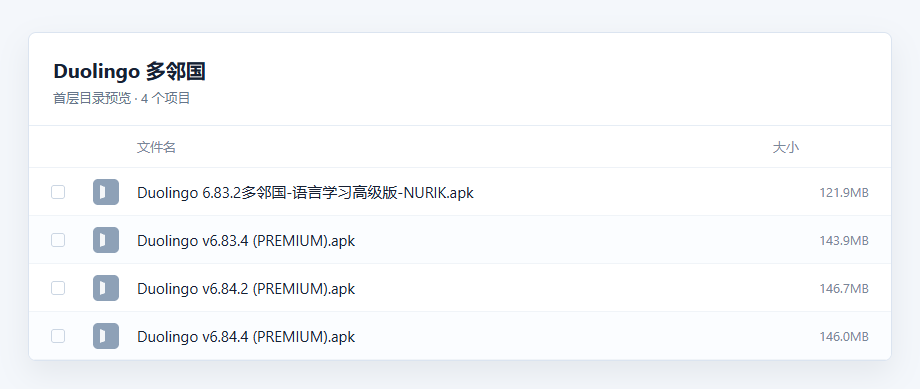 Duolingo 多邻国
首层目录预览 · 4 个项目
文件名 大小
Duolingo 6.83.2多邻国-语言学习高级版-NURIK.apk 121.9MB
Duolingo v6.83.4 (PREMIUM).apk 143.9MB
Duolingo v6.84.2 (PREMIUM).apk 146.7MB
Duolingo v6.84.4 (PREMIUM).apk 146.0MB